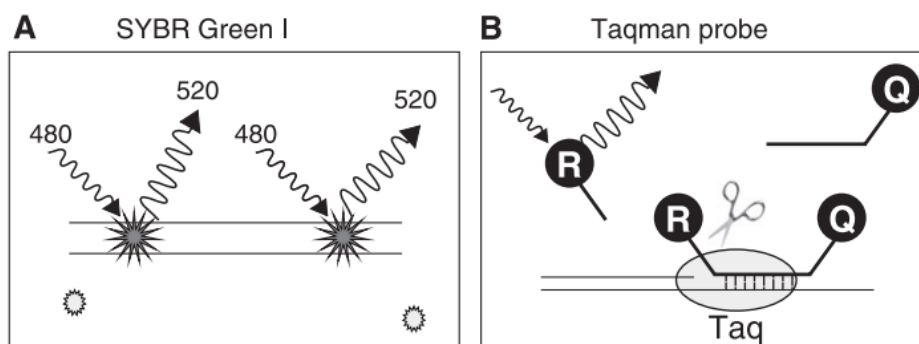 A SYBR Green I
480 520 480 520
B Taqman probe
R Q
R Q
Taq